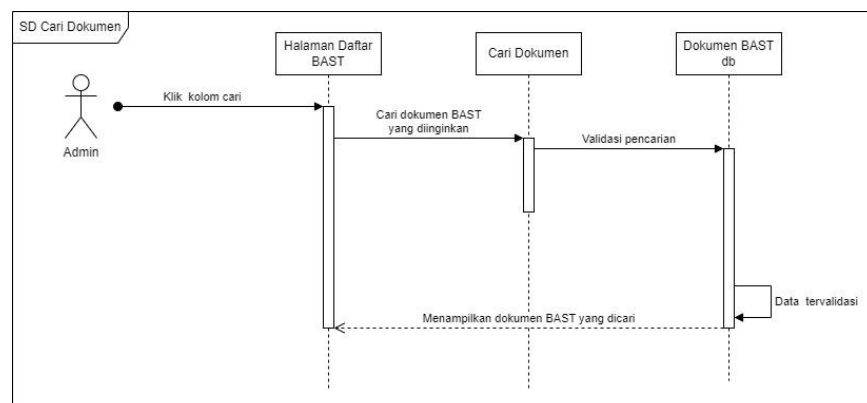 SD Cari Dokumen
Halaman Daftar
BAST
Cari Dokumen
Dokumen BAST
db
Klik kolom cari
Admin
Cari dokumen BAST
yang diinginkan
Validasi pencarian
Data tervalidasi
Menampilkan dokumen BAST yang dicari